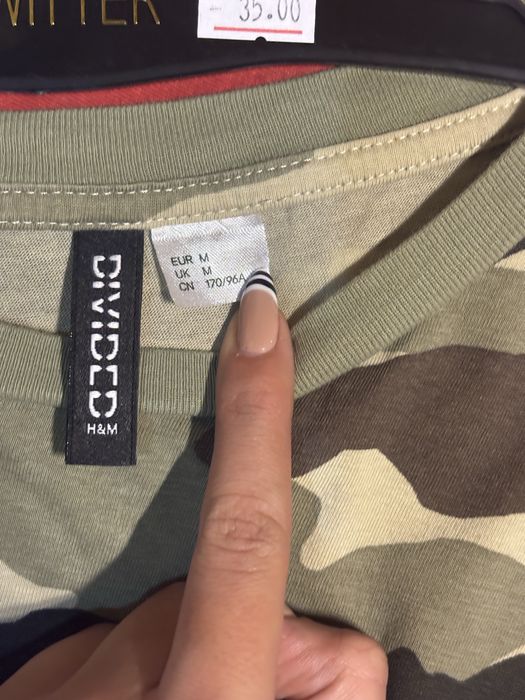 35.00
DIVIDED
H&M
EUR M
UK M
CN 170/96A